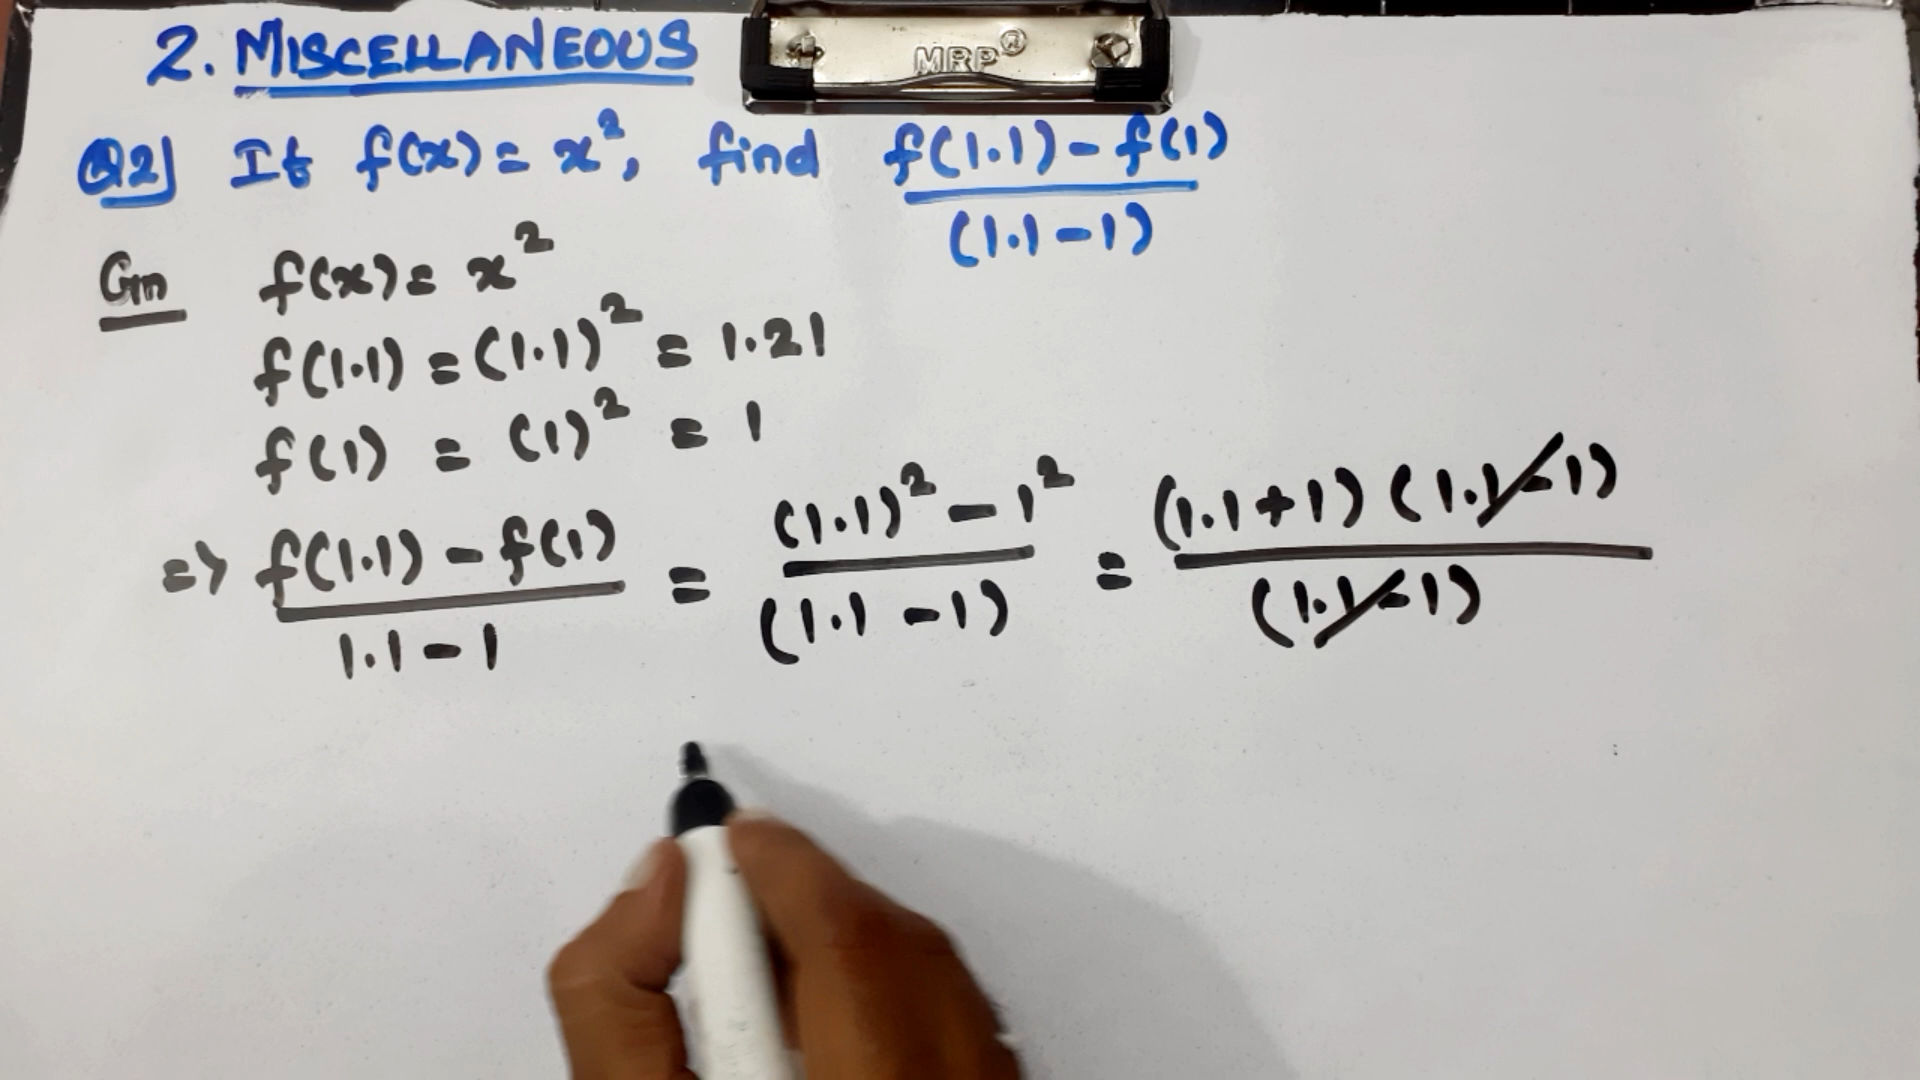 2. MISCELLANEOUS
MRP®
Q2] If f(x) = x², find f(1.1) - f(1) / (1.1 - 1)
Gn f(x) = x²
f(1.1) = (1.1)² = 1.21
f(1) = (1)² = 1
=> f(1.1) - f(1) / 1.1 - 1 = (1.1)² - 1² / (1.1 - 1) = (1.1 + 1) (1.1 - 1) / (1.1 - 1)